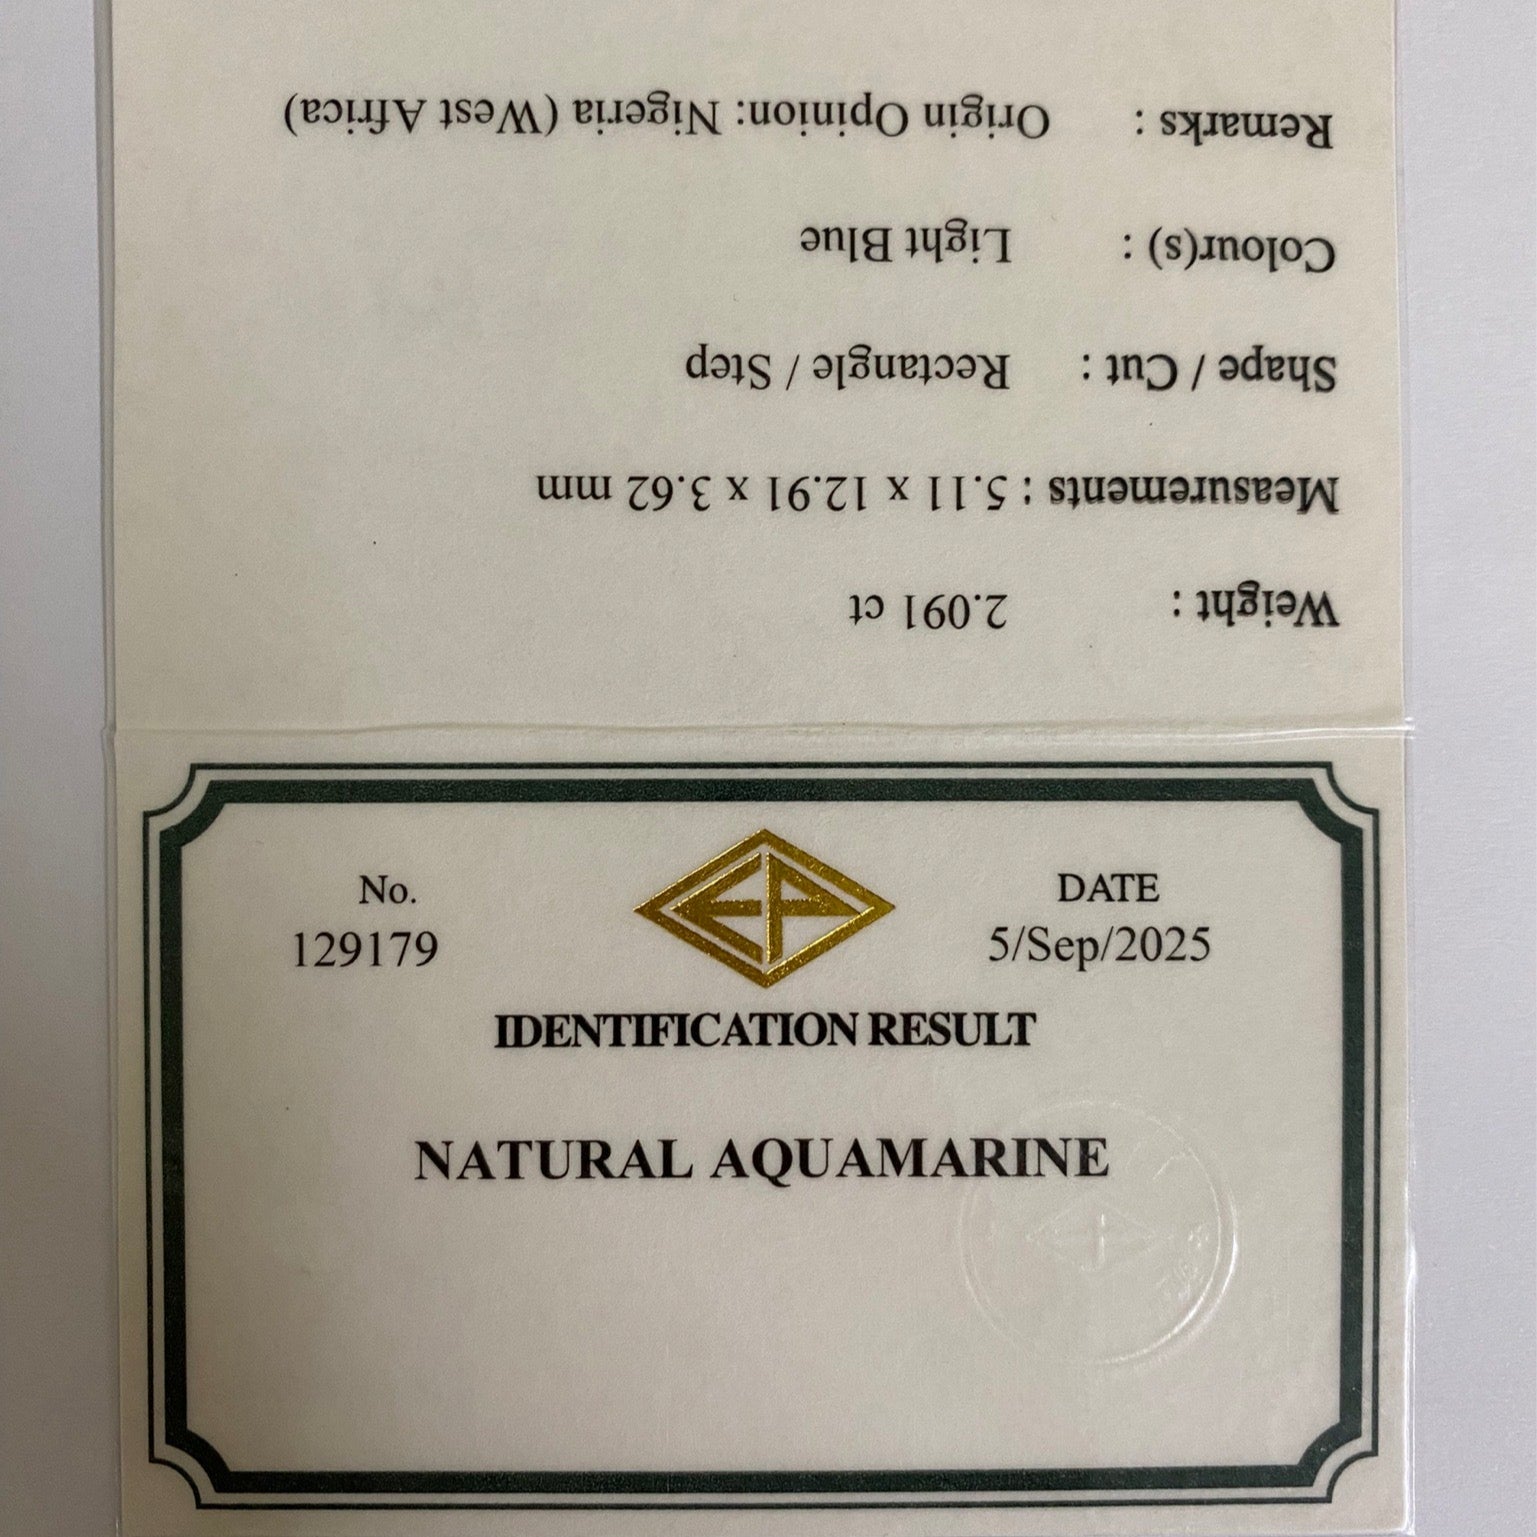 Weight : 2.091 ct
Measurements : 5.11 x 12.91 x 3.62 mm
Shape / Cut : Rectangle / Step
Colour(s) : Light Blue
Remarks : Origin Opinion: Nigeria (West Africa)
No.
129179
EP
DATE
5/Sep/2025
IDENTIFICATION RESULT
NATURAL AQUAMARINE